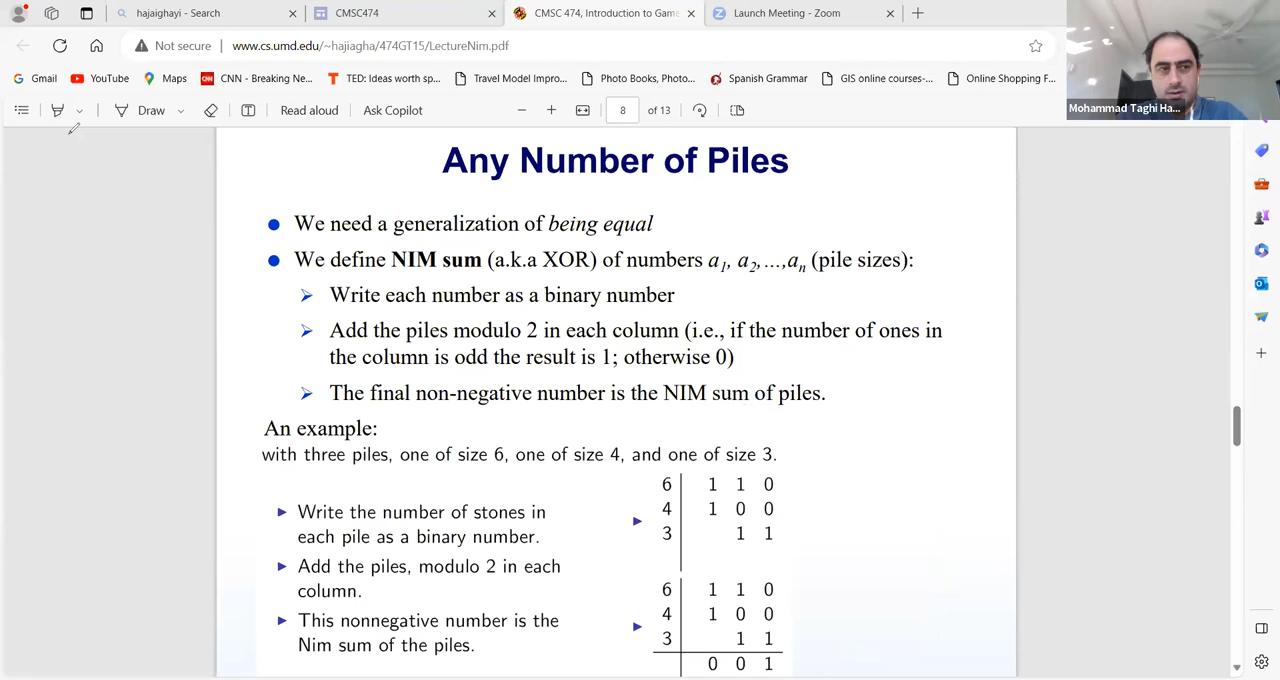 hajaighayi - Search
CMSC474
CMSC 474, Introduction to Game
Launch Meeting - Zoom
Not secure
www.cs.umd.edu/~hajiagha/474GT15/LectureNim.pdf
Gmail
YouTube
Maps
CNN - Breaking Ne...
TED: Ideas worth sp...
Travel Model Impro...
Photo Books, Photo...
Spanish Grammar
GIS online courses-...
Online Shopping F...
Mohammad Taghi Ha...
Draw
Read aloud
Ask Copilot
8
of 13
Any Number of Piles
We need a generalization of being equal
We define NIM sum (a.k.a XOR) of numbers a1, a2,...,an (pile sizes):
Write each number as a binary number
Add the piles modulo 2 in each column (i.e., if the number of ones in
the column is odd the result is 1; otherwise 0)
The final non-negative number is the NIM sum of piles.
An example:
with three piles, one of size 6, one of size 4, and one of size 3.
Write the number of stones in
each pile as a binary number.
Add the piles, modulo 2 in each
column.
This nonnegative number is the
Nim sum of the piles.
6 1 1 0
4 1 0 0
3 1 1
6 1 1 0
4 1 0 0
3 1 1
0 0 1